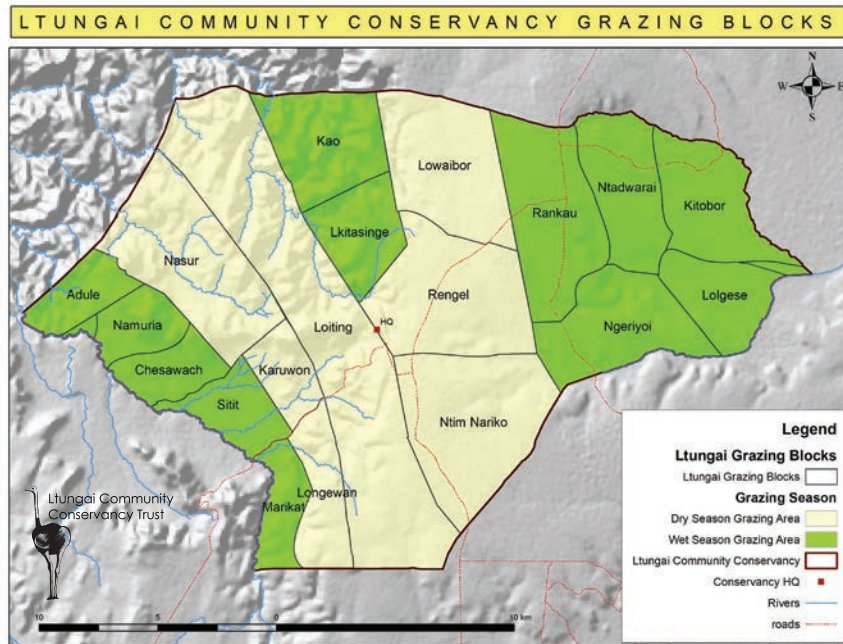 LTUNGAI COMMUNITY CONSERVANCY GRAZING BLOCKS
N
W E
S
Kao
Lowaibor
Ntadwarai
Kitobor
Rankau
Lkitasinge
Nasur
Adule
Rengel
Lolgese
Namuria
Loiting
HQ
Ngeriyoi
Chesawach
Karuwon
Sitit
Ntim Nariko
Marikat
Longewan
Ltungai Community
Conservancy Trust
Legend
Ltungai Grazing Blocks
Ltungai Grazing Blocks
Grazing Season
Dry Season Grazing Area
Wet Season Grazing Area
Ltungai Community Conservancy
Conservancy HQ
Rivers
roads
10 5 0 10 km